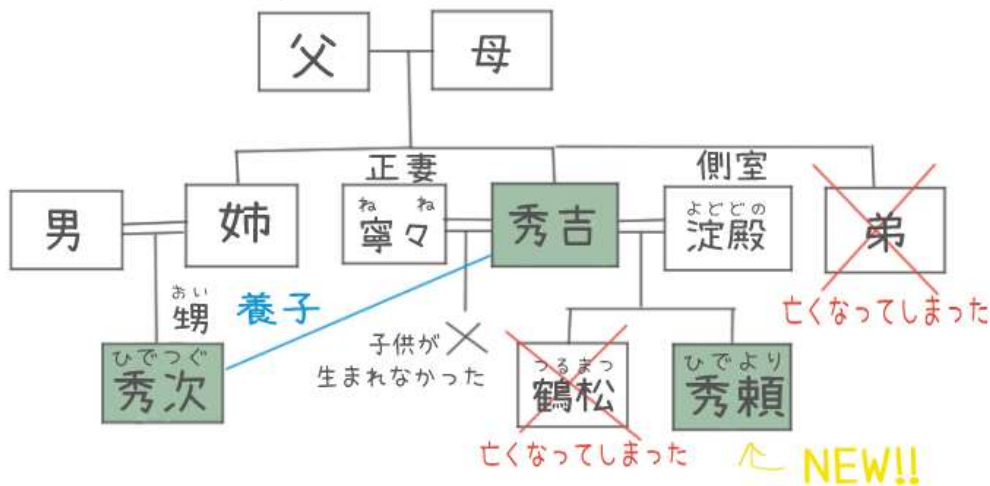 父
母
正妻
側室
男
姉
ねね
寧々
秀吉
よどどの
淀殿
弟
亡くなってしまった
おい
甥
養子
子供が
生まれなかった
ひでつぐ
秀次
つるまつ
鶴松
ひでより
秀頼
亡くなってしまった
NEW!!